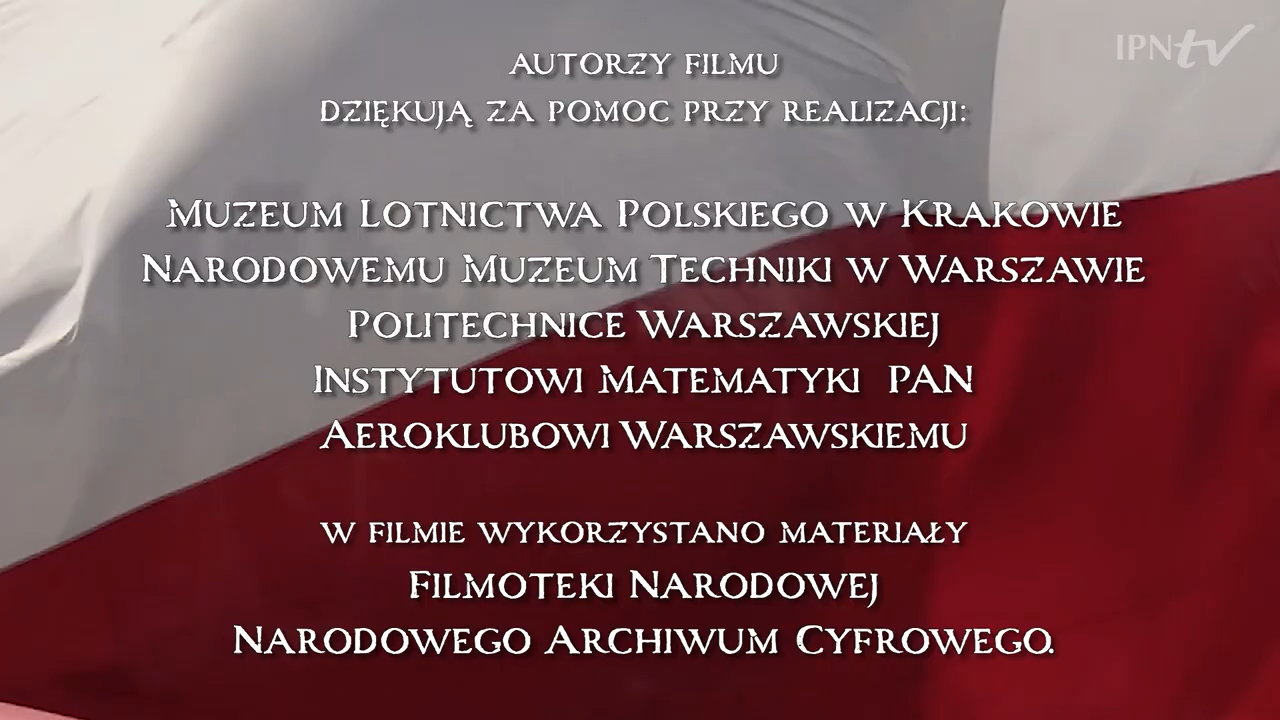 IPNtv
AUTORZY FILMU
DZIĘKUJĄ ZA POMOC PRZY REALIZACJI:
MUZEUM LOTNICTWA POLSKIEGO W KRAKOWIE
NARODOWEMU MUZEUM TECHNIKI W WARSZAWIE
POLITECHNICE WARSZAWSKIEJ
INSTYTUTOWI MATEMATYKI PAN
AEROKLUBOWI WARSZAWSKIEMU
W FILMIE WYKORZYSTANO MATERIAŁY
FILMOTEKI NARODOWEJ
NARODOWEGO ARCHIWUM CYFROWEGO.